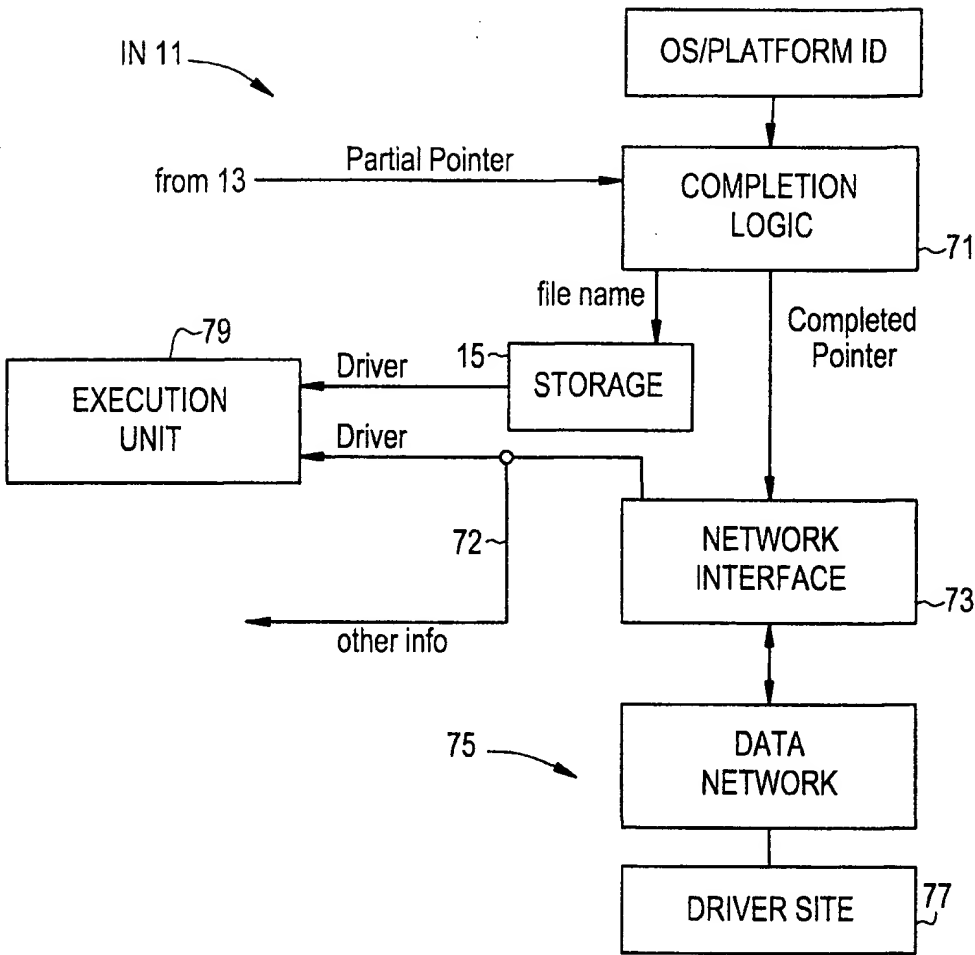 IN 11
OS/PLATFORM ID
from 13
Partial Pointer
COMPLETION
LOGIC
71
file name
Completed
Pointer
79
EXECUTION
UNIT
Driver
15
STORAGE
Driver
72
other info
NETWORK
INTERFACE
73
75
DATA
NETWORK
DRIVER SITE
77